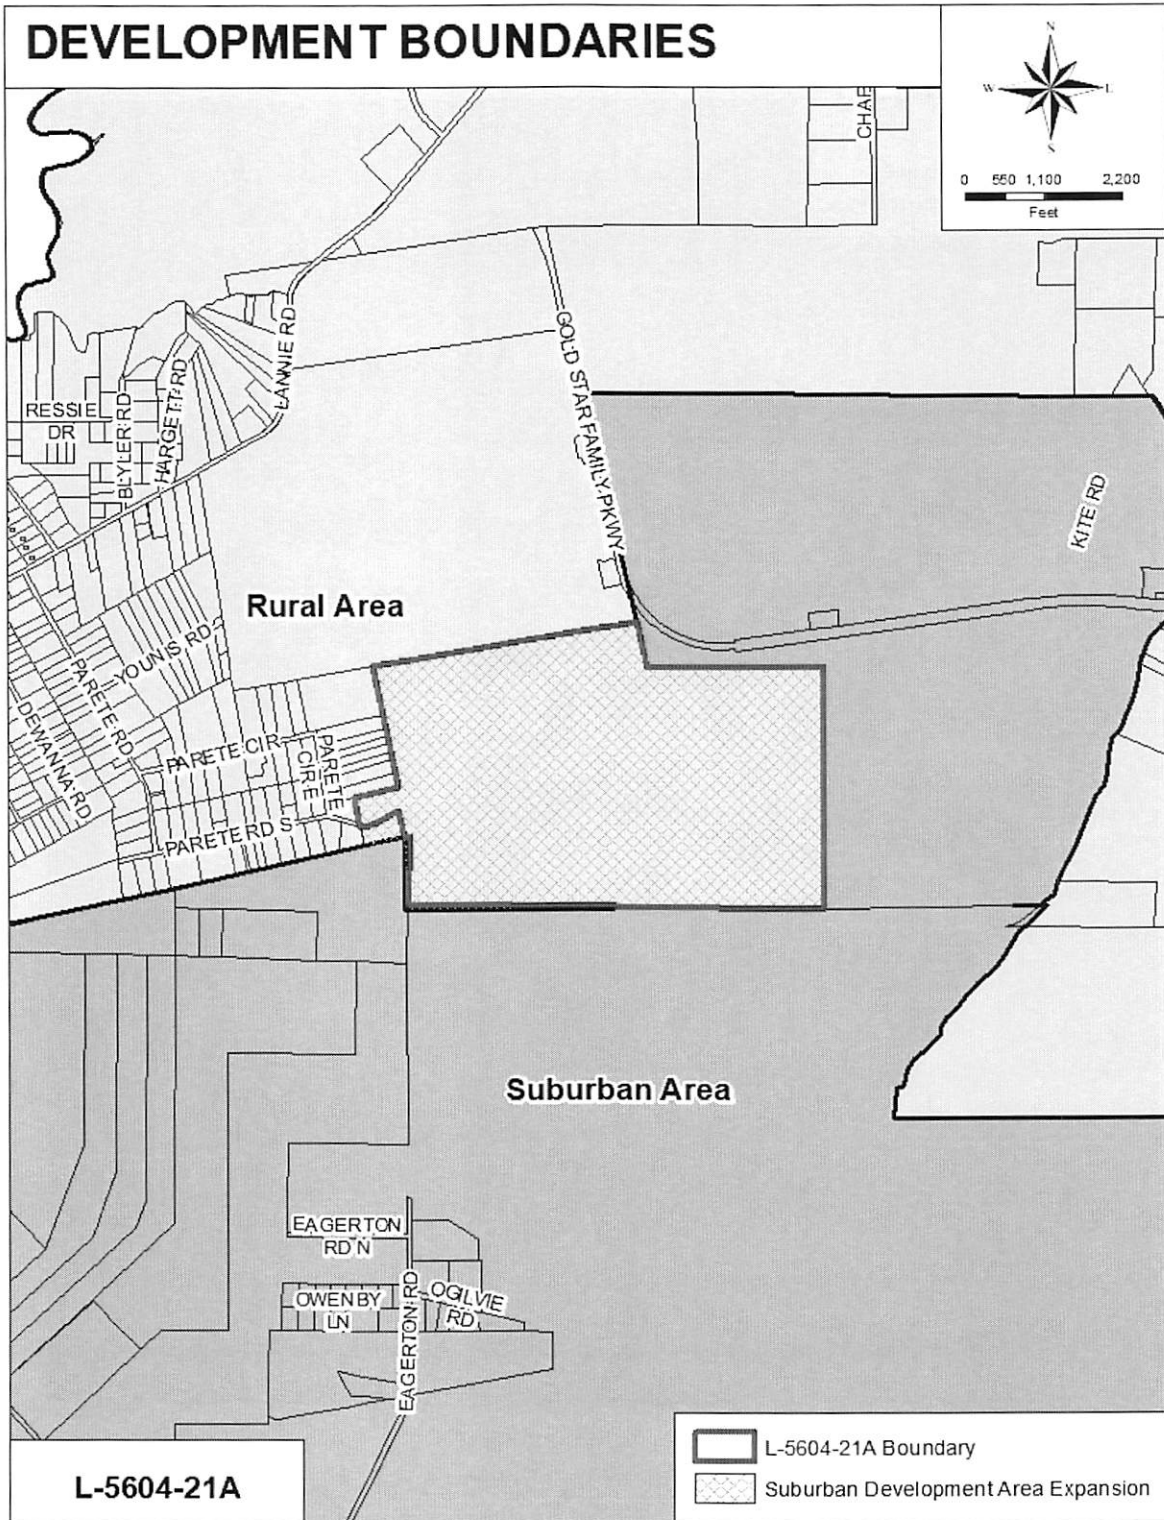 DEVELOPMENT BOUNDARIES
N
W
E
S
0 550 1,100 2,200
Feet
CHAF
GOLD STAR FAMILY PKWY
LANNIE RD
RESSIE
DR
BLYLER RD
HARGETT RD
KITE RD
Rural Area
YOUNIS RD
PARETE RD
DEWANNA RD
PARETE CIR
PARETE
CIR E
PARETE RD S
Suburban Area
EAGERTON
RD N
OWENBY
LN
EAGERTON RD
OGILVIE
RD
L-5604-21A
L-5604-21A Boundary
Suburban Development Area Expansion